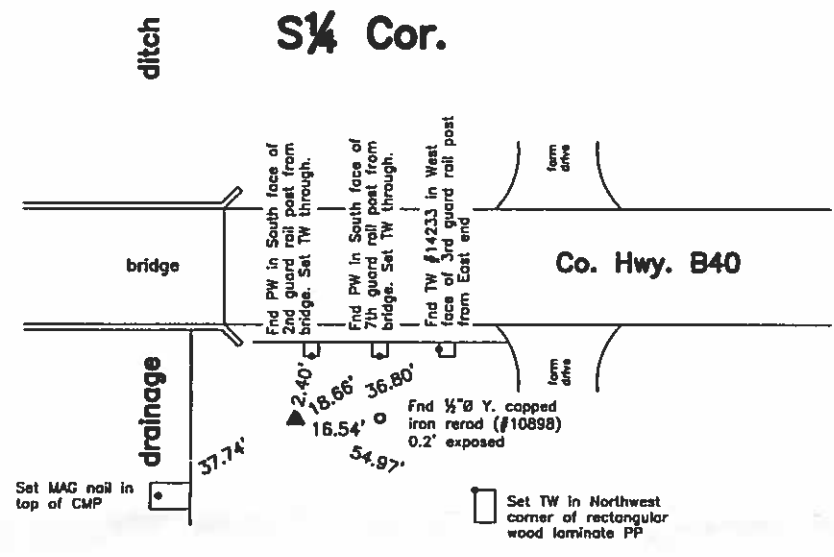 S¼ Cor.
ditch
Fnd PW in South face of
2nd guard rail post from
bridge. Set TW through.
Fnd PW in South face of
7th guard rail post from
bridge. Set TW through.
Fnd TW #14233 in West
face of 3rd guard rail post
from East end
farm
drive
bridge
Co. Hwy. B40
drainage
2.40'
18.66'
36.80'
16.54'
54.97'
37.74'
Fnd ½"Ø Y. capped
iron rerod (#10898)
0.2' exposed
farm
drive
Set MAG nail in
top of CMP
Set TW in Northwest
corner of rectangular
wood laminate PP